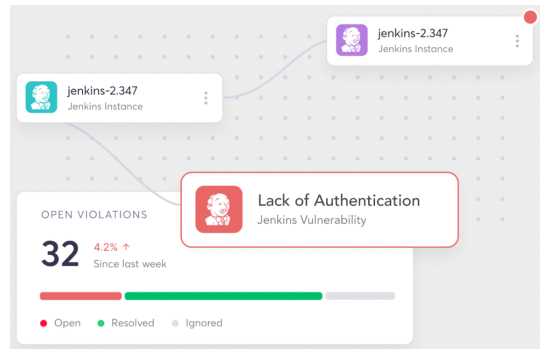 jenkins-2.347
Jenkins Instance
jenkins-2.347
Jenkins Instance
Lack of Authentication
Jenkins Vulnerability
OPEN VIOLATIONS
32
4.2% ↑
Since last week
Open
Resolved
Ignored